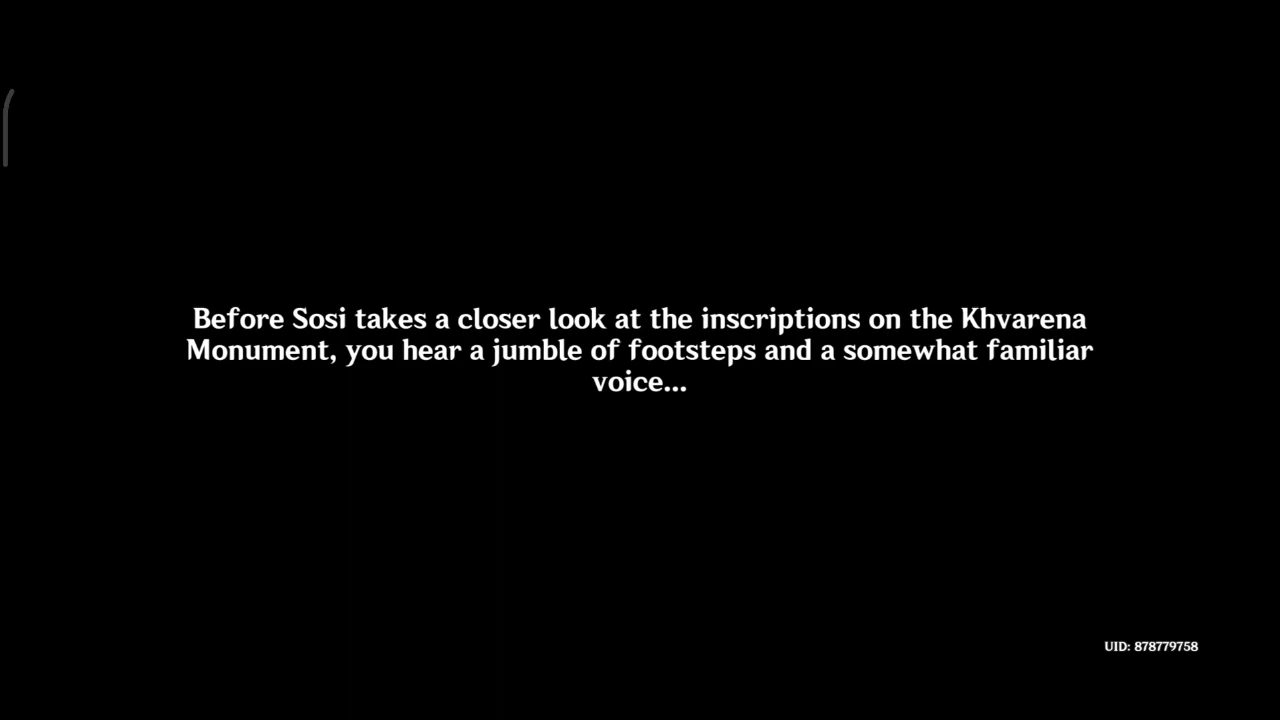 Before Sosi takes a closer look at the inscriptions on the Khvarena
Monument, you hear a jumble of footsteps and a somewhat familiar
voice...
UID: 878779758